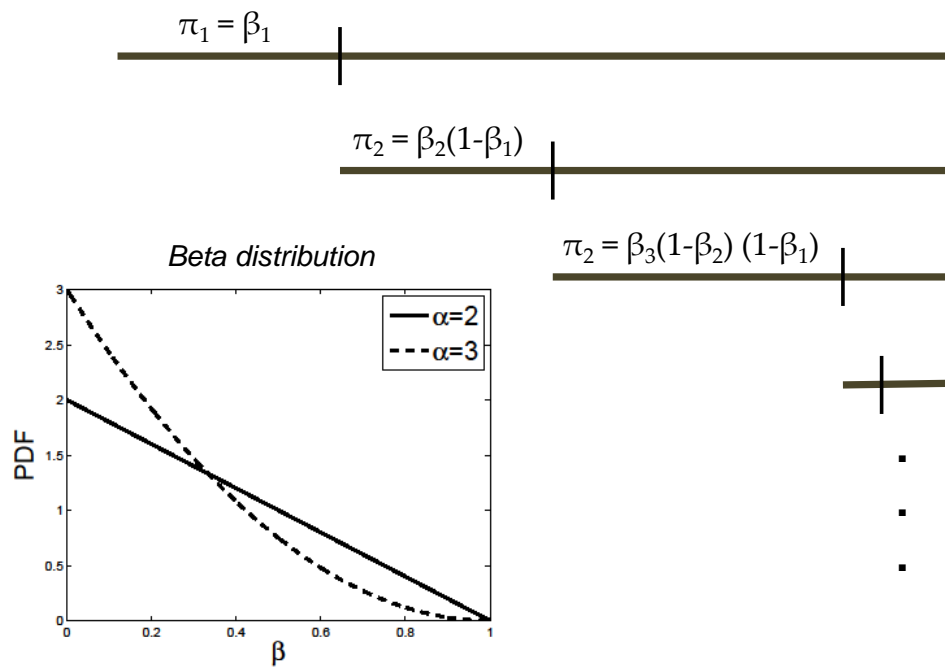 π₁ = β₁
π₂ = β₂(1-β₁)
π₂ = β₃(1-β₂) (1-β₁)
Beta distribution
α=2
α=3
PDF
3
2.5
2
1.5
1
0.5
0
0 0.2 0.4 0.6 0.8 1
β